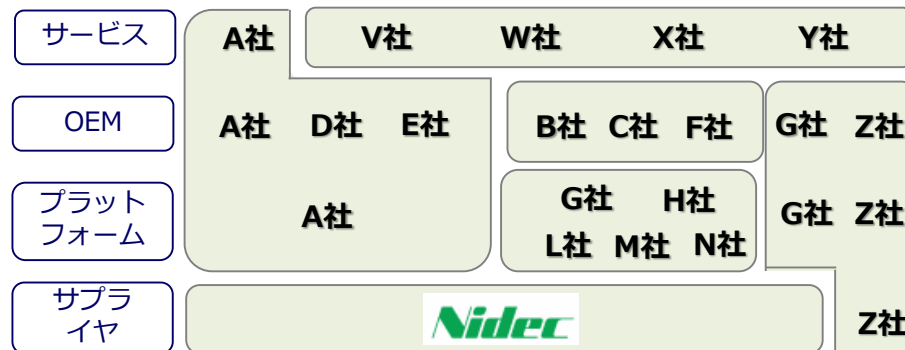 サービス
A社 V社 W社 X社 Y社
OEM
A社 D社 E社 B社 C社 F社 G社 Z社
プラット
フォーム
A社
G社 H社
L社 M社 N社
G社 Z社
サプラ
イヤ
Nidec
Z社